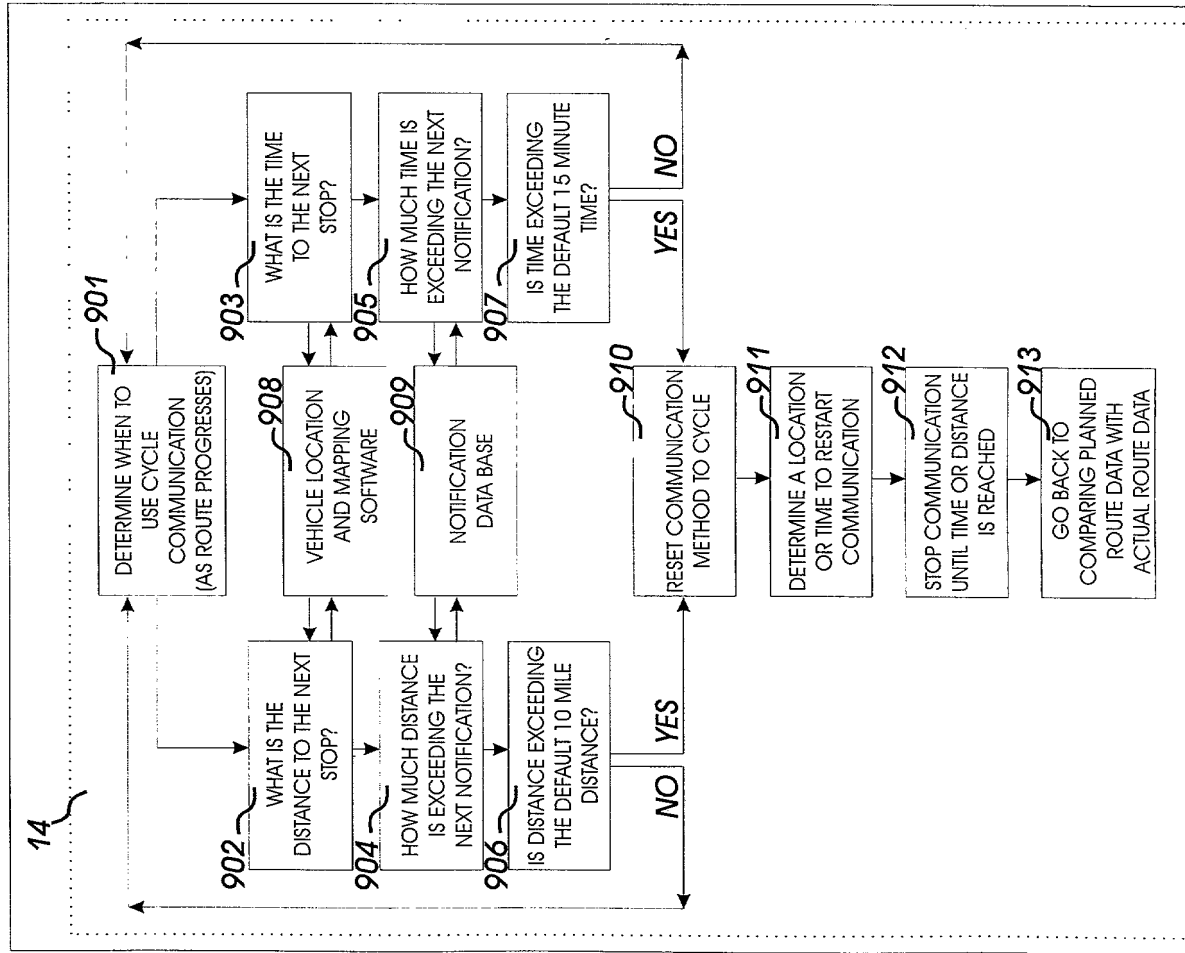 14
901
DETERMINE WHEN TO
USE CYCLE
COMMUNICATION
(AS ROUTE PROGRESSES)
902
WHAT IS THE
DISTANCE TO THE NEXT
STOP?
908
VEHICLE LOCATION
AND MAPPING
SOFTWARE
903
WHAT IS THE TIME
TO THE NEXT
STOP?
904
HOW MUCH DISTANCE
IS EXCEEDING THE
NEXT NOTIFICATION?
909
NOTIFICATION
DATA BASE
905
HOW MUCH TIME IS
EXCEEDING THE NEXT
NOTIFICATION?
906
IS DISTANCE EXCEEDING
THE DEFAULT 10 MILE
DISTANCE?
907
IS TIME EXCEEDING
THE DEFAULT 15 MINUTE
TIME?
NO
YES
YES
NO
910
RESET COMMUNICATION
METHOD TO CYCLE
911
DETERMINE A LOCATION
OR TIME TO RESTART
COMMUNICATION
912
STOP COMMUNICATION
UNTIL TIME OR DISTANCE
IS REACHED
913
GO BACK TO
COMPARING PLANNED
ROUTE DATA WITH
ACTUAL ROUTE DATA